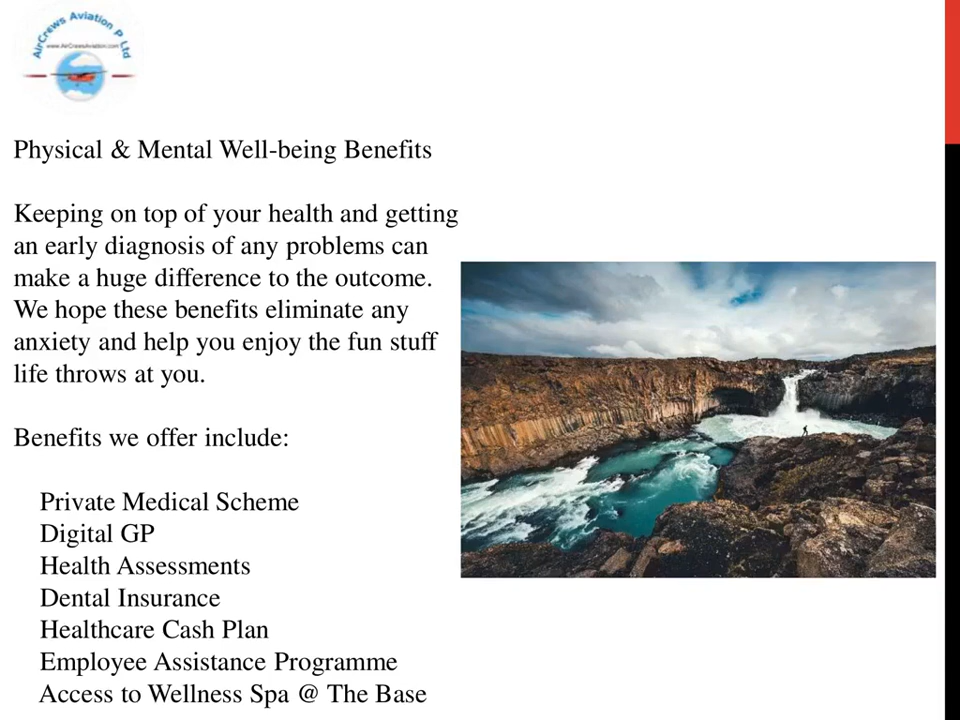 AirCrews Aviation P Ltd
www.AirCrewsAviation.com
Physical & Mental Well-being Benefits
Keeping on top of your health and getting
an early diagnosis of any problems can
make a huge difference to the outcome.
We hope these benefits eliminate any
anxiety and help you enjoy the fun stuff
life throws at you.
Benefits we offer include:
Private Medical Scheme
Digital GP
Health Assessments
Dental Insurance
Healthcare Cash Plan
Employee Assistance Programme
Access to Wellness Spa @ The Base